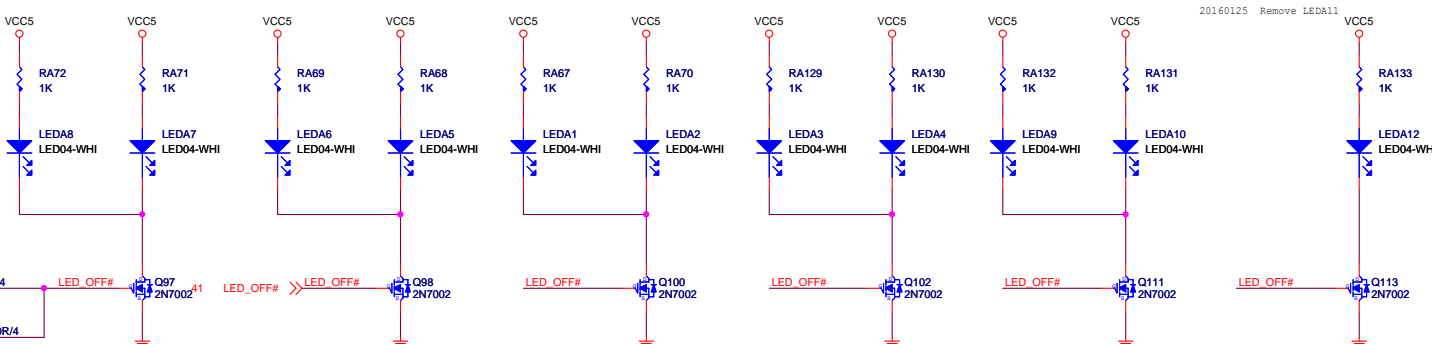 20160125 Remove LEDA11
VCC5 VCC5 VCC5 VCC5 VCC5 VCC5 VCC5 VCC5 VCC5 VCC5 VCC5
RA72 RA71 RA69 RA68 RA67 RA70 RA129 RA130 RA132 RA131 RA133
1K 1K 1K 1K 1K 1K 1K 1K 1K 1K 1K
LEDA8 LEDA7 LEDA6 LEDA5 LEDA1 LEDA2 LEDA3 LEDA4 LEDA9 LEDA10 LEDA12
LED04-WHI LED04-WHI LED04-WHI LED04-WHI LED04-WHI LED04-WHI LED04-WHI LED04-WHI LED04-WHI LED04-WHI LED04-WH
4 LED_OFF# Q97 41 LED_OFF# LED_OFF# Q98 LED_OFF# Q100 LED_OFF# Q102 LED_OFF# Q111 LED_OFF# Q113
2N7002 2N7002 2N7002 2N7002 2N7002 2N7002
0R/4